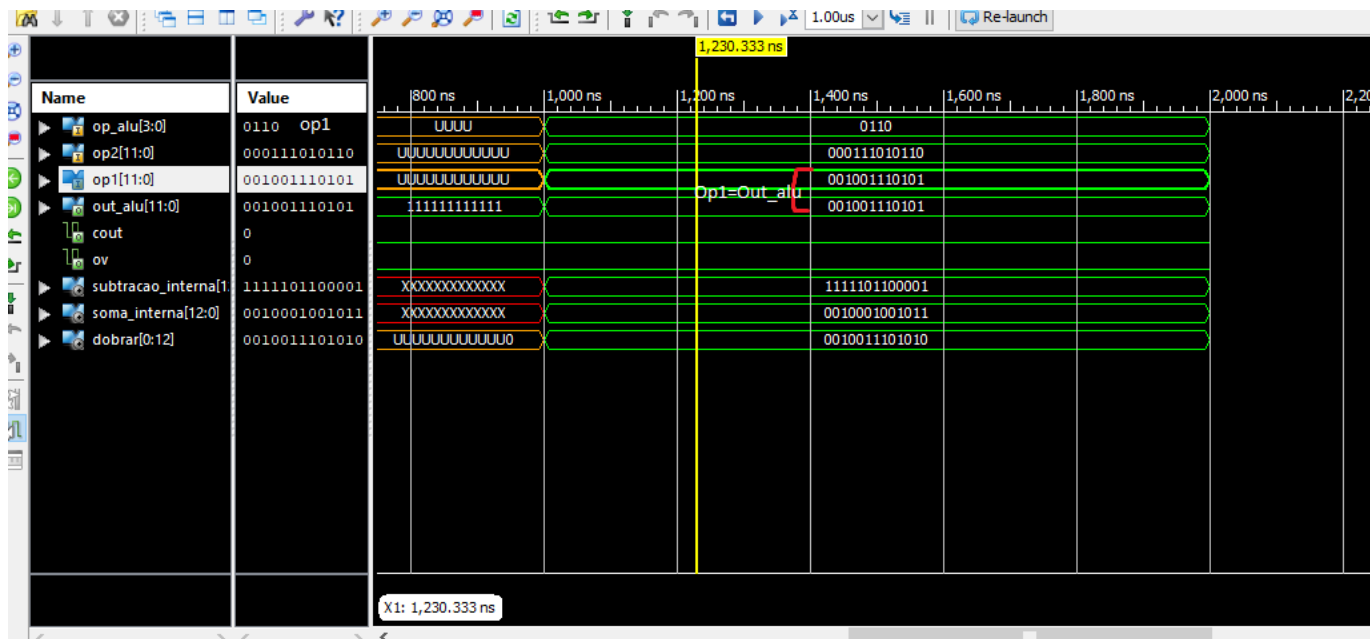 1.00us Re-launch
1,230.333 ns
Name Value 800 ns 1,000 ns 1,200 ns 1,400 ns 1,600 ns 1,800 ns 2,000 ns 2,20
op_alu[3:0] 0110 op1 UUUU 0110
op2[11:0] 000111010110 UUUUUUUUUUUU 000111010110
op1[11:0] 001001110101 UUUUUUUUUUUU 001001110101
Op1=Out_alu
out_alu[11:0] 001001110101 111111111111 001001110101
cout 0
ov 0
subtracao_interna[1. 1111101100001 XXXXXXXXXXXXX 1111101100001
soma_interna[12:0] 0010001001011 XXXXXXXXXXXXX 0010001001011
dobrar[0:12] 0010011101010 UUUUUUUUUUUU0 0010011101010
X1: 1,230.333 ns